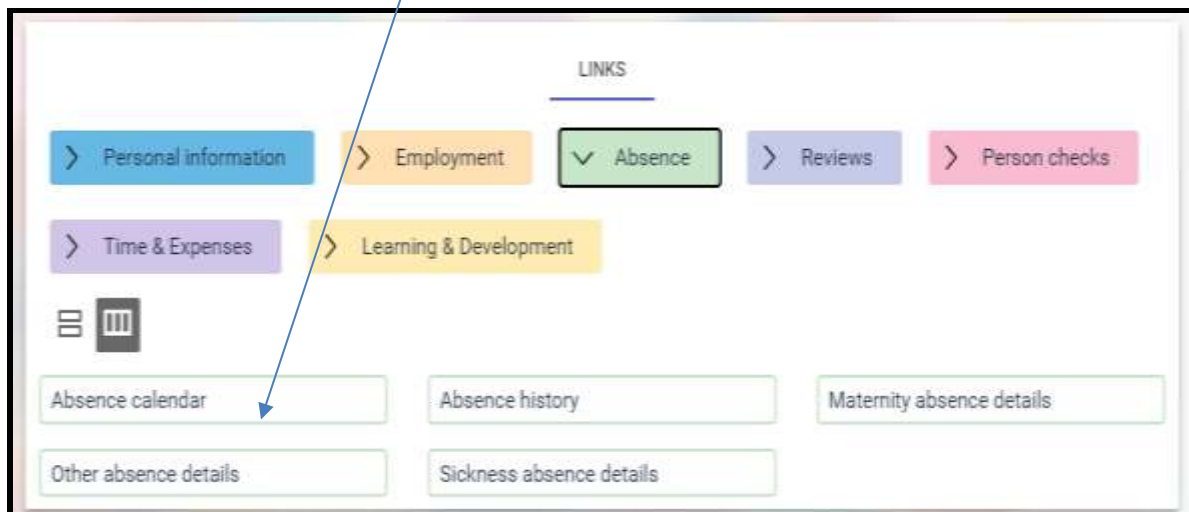 LINKS
Personal information Employment Absence Reviews Person checks
Time & Expenses Learning & Development
Absence calendar Absence history Maternity absence details
Other absence details Sickness absence details